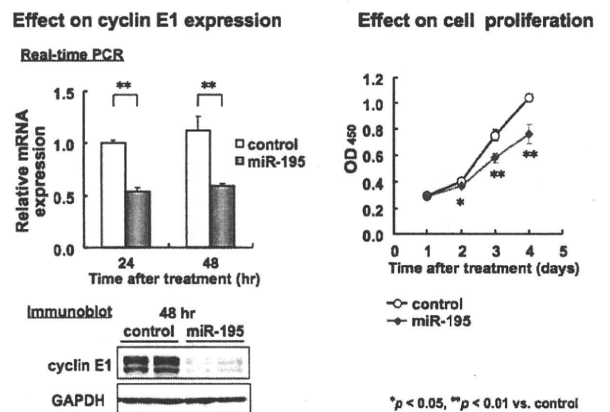 Effect on cyclin E1 expression
Real-time PCR
Relative mRNA
expression
1.5
1.0
0.5
0.0
**
**
control
miR-195
24
48
Time after treatment (hr)
Immunoblot
48 hr
control
miR-195
cyclin E1
GAPDH
Effect on cell proliferation
OD450
1.2
1.0
0.8
0.6
0.4
0.2
0.0
*
**
**
0 1 2 3 4 5
Time after treatment (days)
control
miR-195
*p < 0.05, **p < 0.01 vs. control